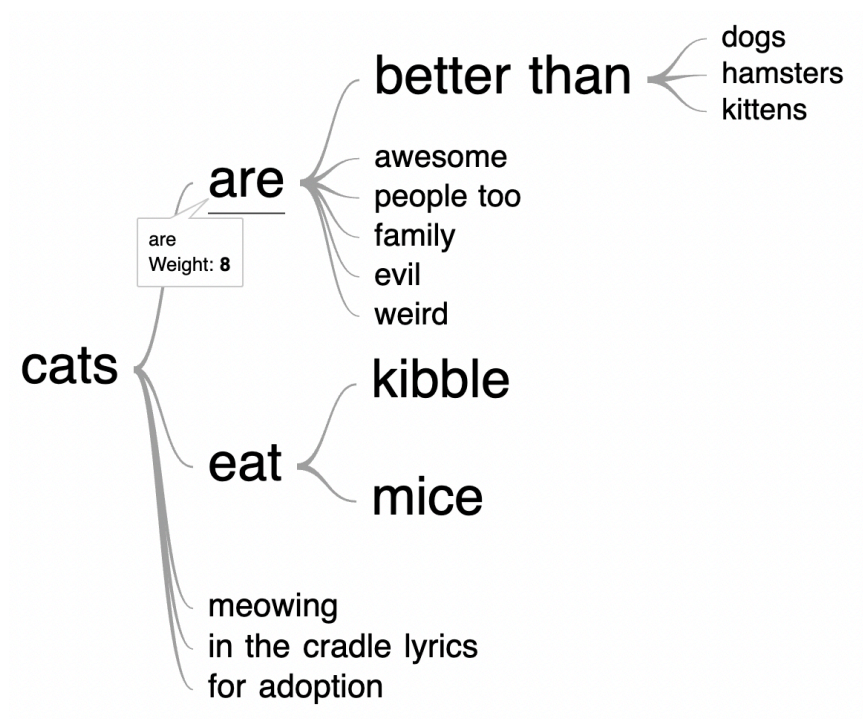 cats
are
are
Weight: 8
better than
dogs
hamsters
kittens
awesome
people too
family
evil
weird
eat
kibble
mice
meowing
in the cradle lyrics
for adoption